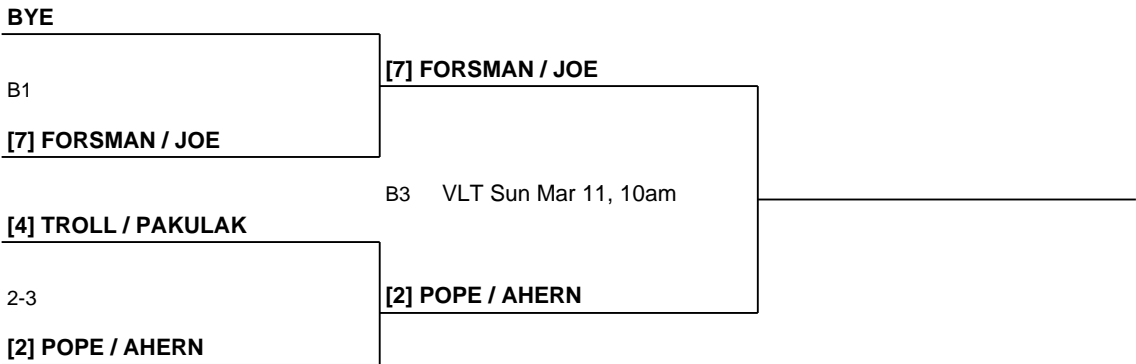 BYE
[7] FORSMAN / JOE
B1
[7] FORSMAN / JOE
B3 VLT Sun Mar 11, 10am
[4] TROLL / PAKULAK
2-3
[2] POPE / AHERN
[2] POPE / AHERN